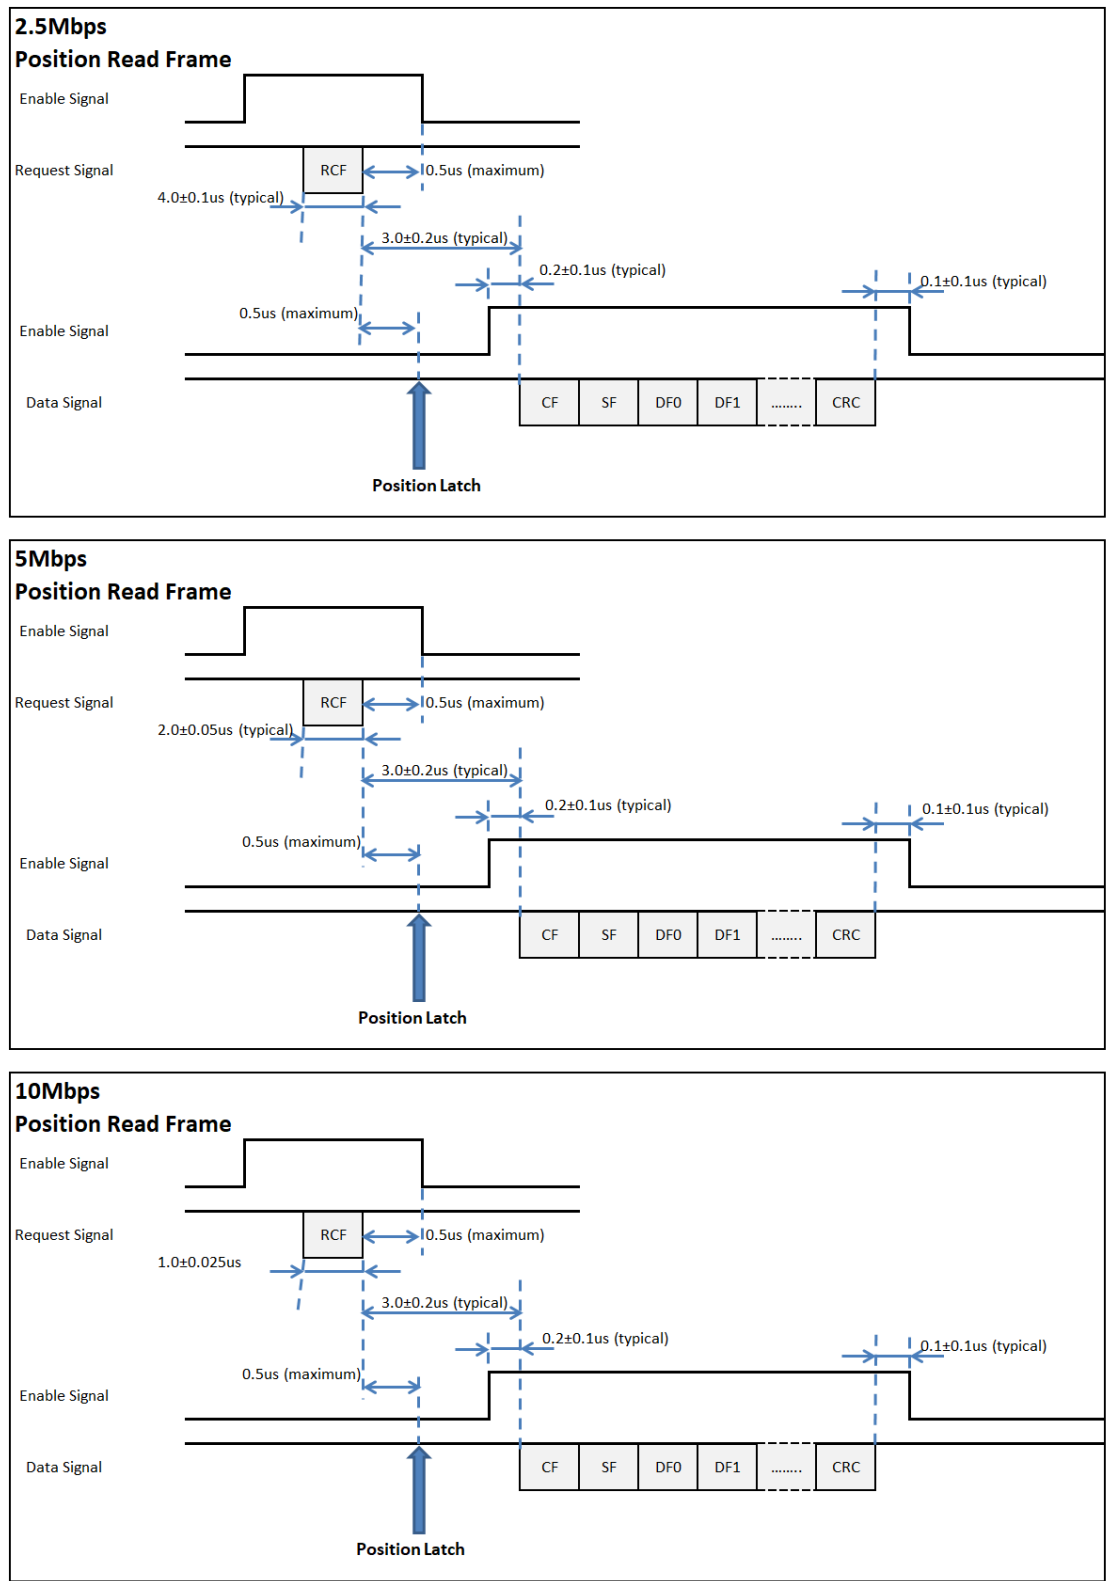 2.5Mbps
Position Read Frame
Enable Signal
Request Signal
RCF
0.5us (maximum)
4.0±0.1us (typical)
3.0±0.2us (typical)
0.2±0.1us (typical)
0.1±0.1us (typical)
0.5us (maximum)
Enable Signal
Data Signal
CF SF DF0 DF1 ........ CRC
Position Latch
5Mbps
Position Read Frame
Enable Signal
Request Signal
RCF
0.5us (maximum)
2.0±0.05us (typical)
3.0±0.2us (typical)
0.2±0.1us (typical)
0.1±0.1us (typical)
0.5us (maximum)
Enable Signal
Data Signal
CF SF DF0 DF1 ........ CRC
Position Latch
10Mbps
Position Read Frame
Enable Signal
Request Signal
RCF
0.5us (maximum)
1.0±0.025us
3.0±0.2us (typical)
0.2±0.1us (typical)
0.1±0.1us (typical)
0.5us (maximum)
Enable Signal
Data Signal
CF SF DF0 DF1 ........ CRC
Position Latch